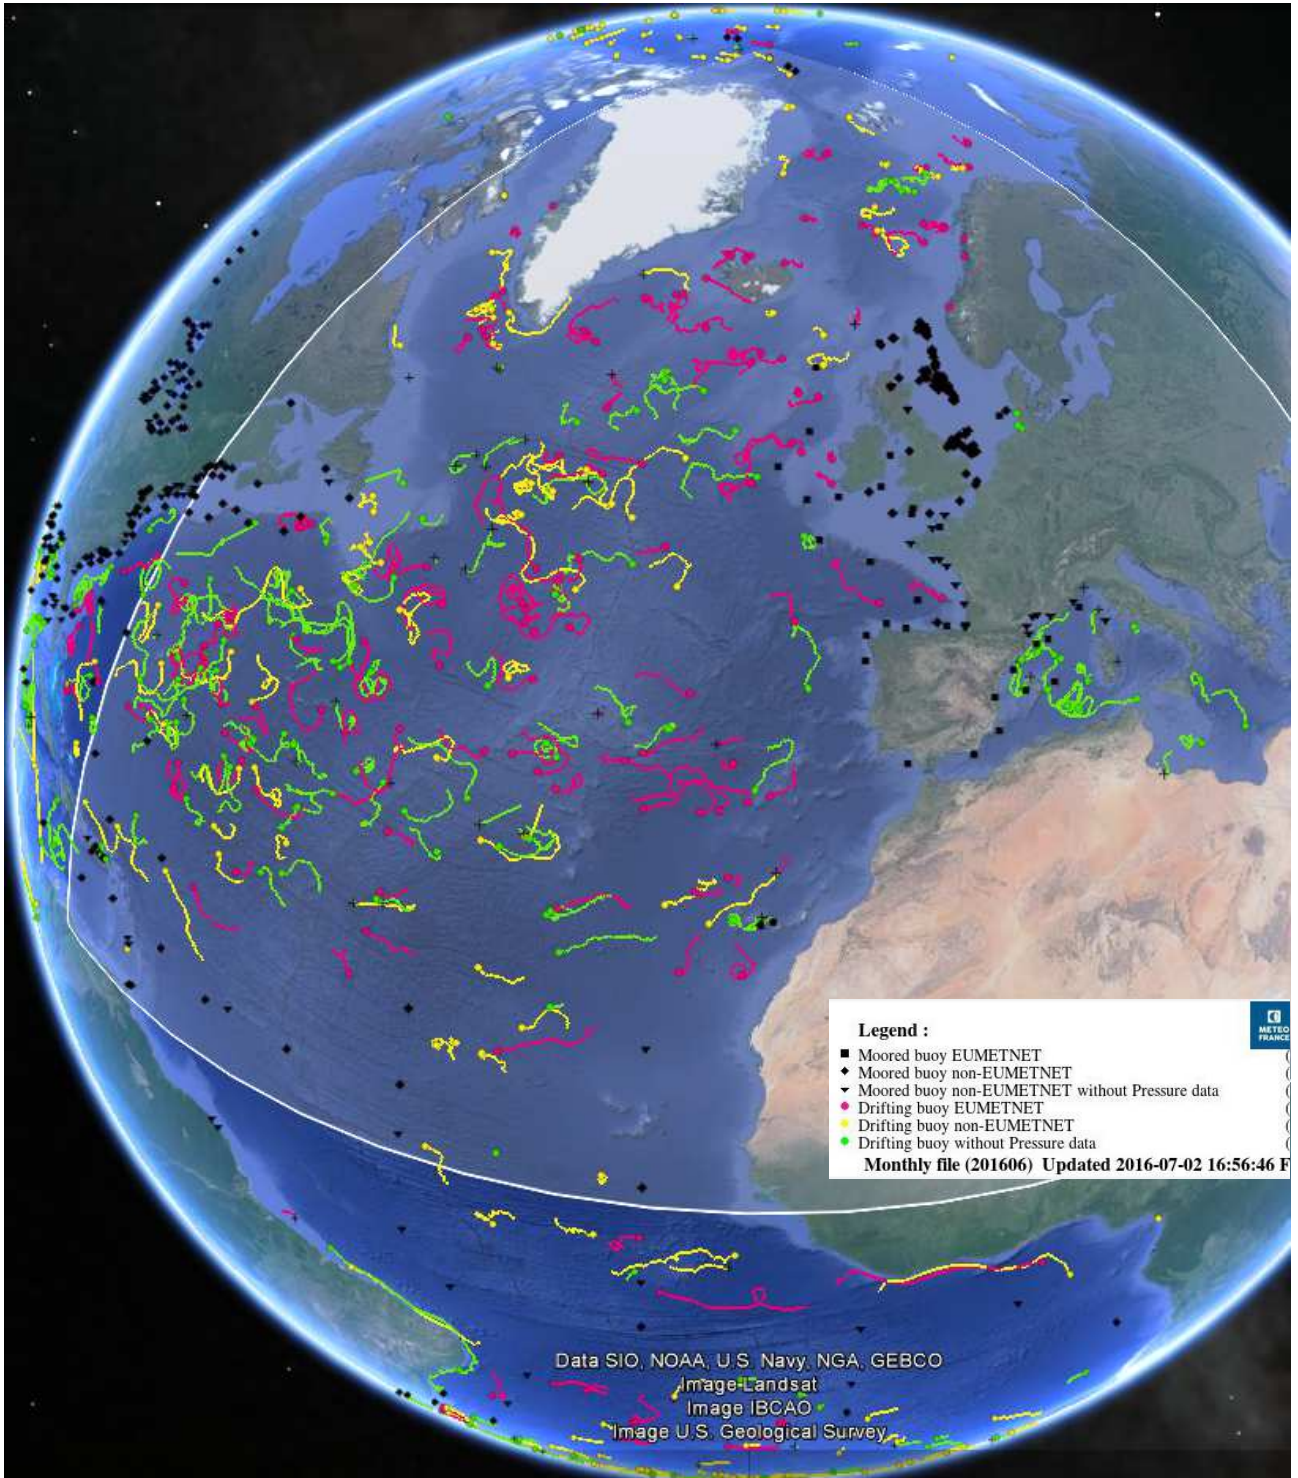 Legend :
METEO
FRANCE
Moored buoy EUMETNET (
Moored buoy non-EUMETNET (
Moored buoy non-EUMETNET without Pressure data (
Drifting buoy EUMETNET (
Drifting buoy non-EUMETNET (
Drifting buoy without Pressure data (
Monthly file (201606) Updated 2016-07-02 16:56:46 F
Data SIO, NOAA, U.S. Navy, NGA, GEBCO
Image Landsat
Image IBCAO
Image U.S. Geological Survey